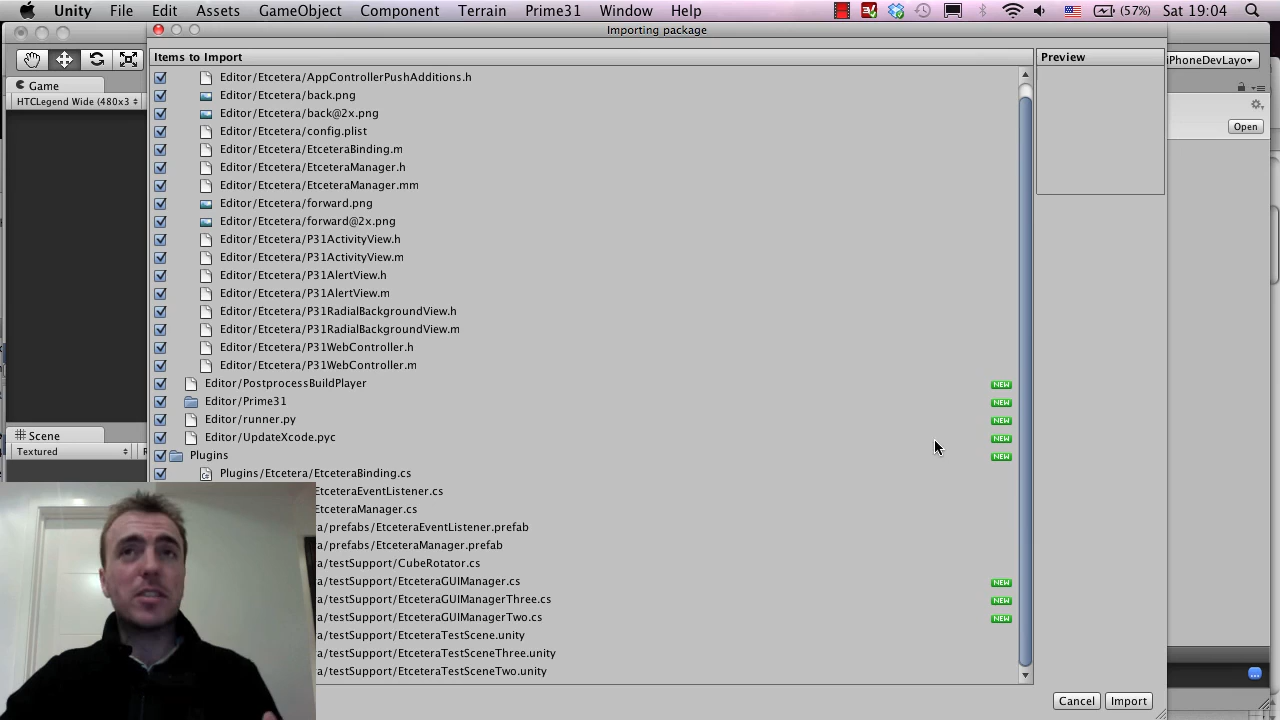 Unity File Edit Assets GameObject Component Terrain Prime31 Window Help (57%) Sat 19:04
Importing package
Items to Import
Preview
iPhoneDevLayo
Game
HTCLegend Wide (480x3
Open
Editor/Etcetera/AppControllerPushAdditions.h
Editor/Etcetera/back.png
Editor/Etcetera/back@2x.png
Editor/Etcetera/config.plist
Editor/Etcetera/EtceteraBinding.m
Editor/Etcetera/EtceteraManager.h
Editor/Etcetera/EtceteraManager.mm
Editor/Etcetera/forward.png
Editor/Etcetera/forward@2x.png
Editor/Etcetera/P31ActivityView.h
Editor/Etcetera/P31ActivityView.m
Editor/Etcetera/P31AlertView.h
Editor/Etcetera/P31AlertView.m
Editor/Etcetera/P31RadialBackgroundView.h
Editor/Etcetera/P31RadialBackgroundView.m
Editor/Etcetera/P31WebController.h
Editor/Etcetera/P31WebController.m
Editor/PostprocessBuildPlayer NEW
Editor/Prime31 NEW
Editor/runner.py NEW
Editor/UpdateXcode.pyc NEW
Scene
Textured
Plugins NEW
Plugins/Etcetera/EtceteraBinding.cs
EtceteraEventListener.cs
EtceteraManager.cs
a/prefabs/EtceteraEventListener.prefab
a/prefabs/EtceteraManager.prefab
a/testSupport/CubeRotator.cs
a/testSupport/EtceteraGUIManager.cs NEW
a/testSupport/EtceteraGUIManagerThree.cs NEW
a/testSupport/EtceteraGUIManagerTwo.cs NEW
a/testSupport/EtceteraTestScene.unity
a/testSupport/EtceteraTestSceneThree.unity
a/testSupport/EtceteraTestSceneTwo.unity
Cancel Import